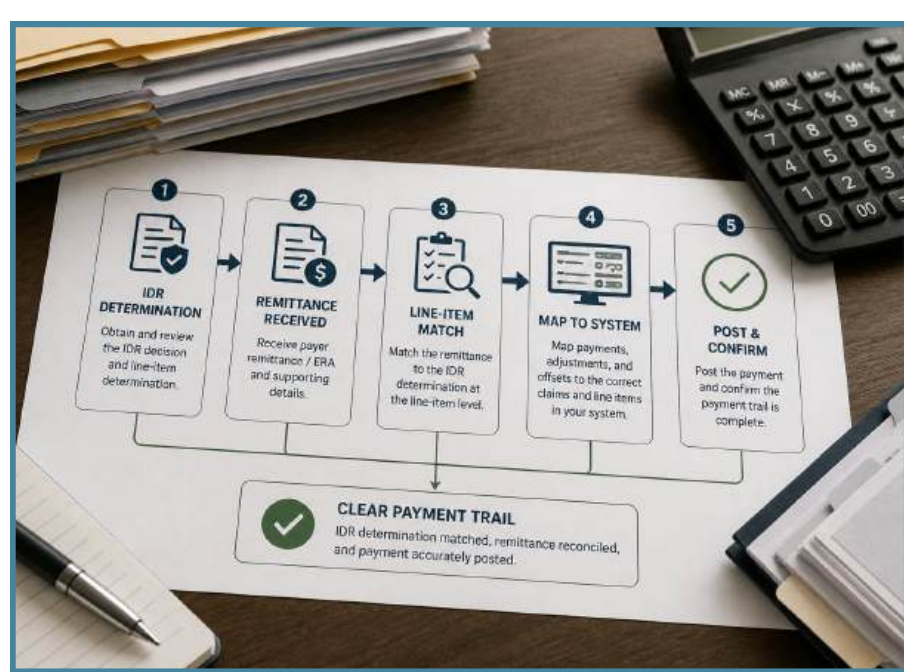 1
IDR
DETERMINATION
Obtain and review
the IDR decision
and line-item
determination.
2
REMITTANCE
RECEIVED
Receive payer
remittance / ERA
and supporting
details.
3
LINE-ITEM
MATCH
Match the remittance
to the IDR
determination at
the line-item level.
4
MAP TO SYSTEM
Map payments,
adjustments, and
offsets to the correct
claims and line items
in your system.
5
POST &
CONFIRM
Post the payment
and confirm the
payment trail is
complete.
CLEAR PAYMENT TRAIL
IDR determination matched, remittance reconciled,
and payment accurately posted.
$
MC MR M- M+
% X % %
7 8 9
4 5 6
1 2 3
0 00 =